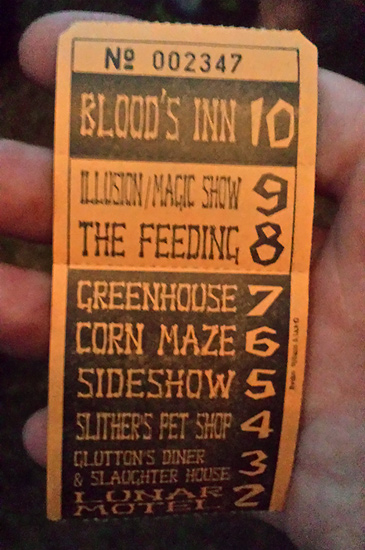 Nº 002347
BLOOD'S INN 10
ILLUSION/MAGIC SHOW 9
THE FEEDING 8
GREENHOUSE 7
CORN MAZE 6
SIDESHOW 5
SLITHER'S PET SHOP 4
GLUTTON'S DINER
& SLAUGHTER HOUSE 3
LUNAR
MOTEL 2